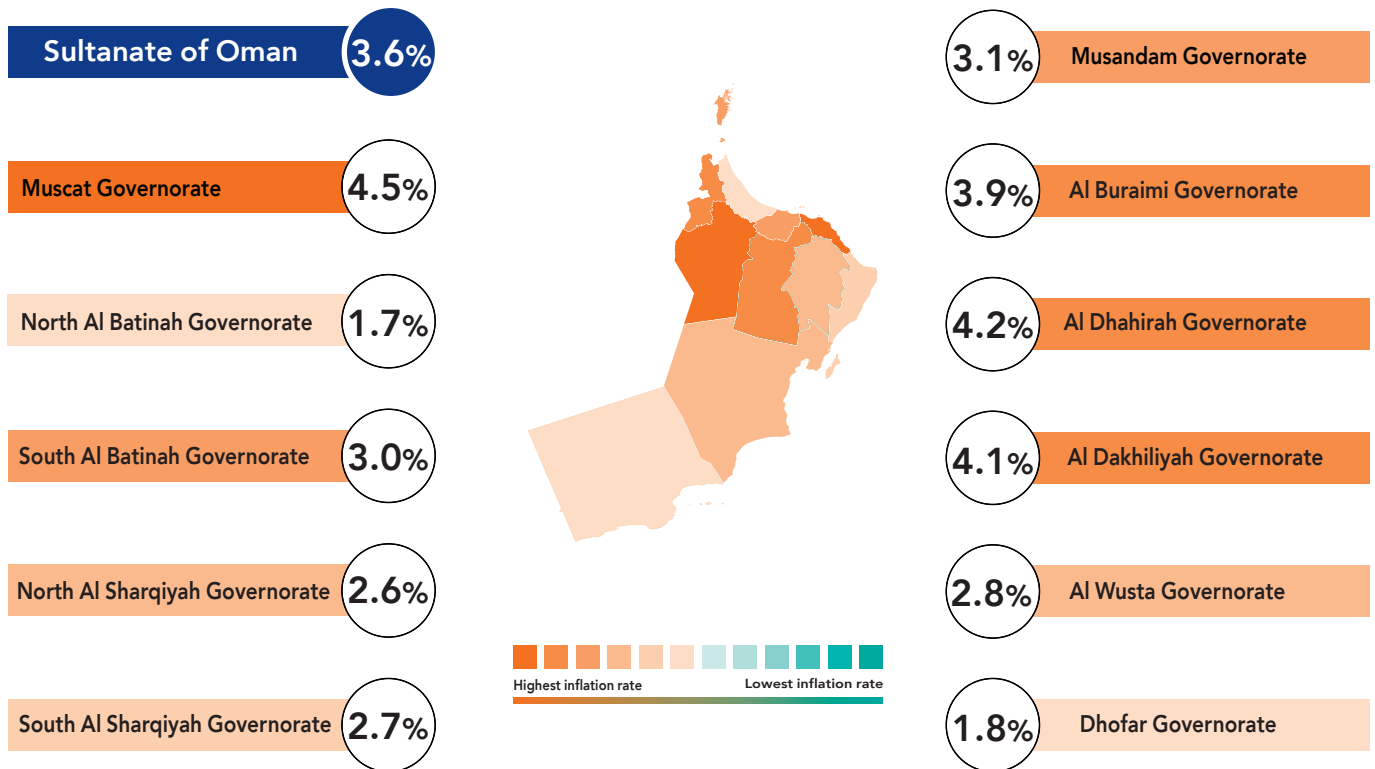 Sultanate of Oman 3.6%
Muscat Governorate 4.5%
North Al Batinah Governorate 1.7%
South Al Batinah Governorate 3.0%
North Al Sharqiyah Governorate 2.6%
South Al Sharqiyah Governorate 2.7%
Highest inflation rate
Lowest inflation rate
3.1% Musandam Governorate
3.9% Al Buraimi Governorate
4.2% Al Dhahirah Governorate
4.1% Al Dakhiliyah Governorate
2.8% Al Wusta Governorate
1.8% Dhofar Governorate